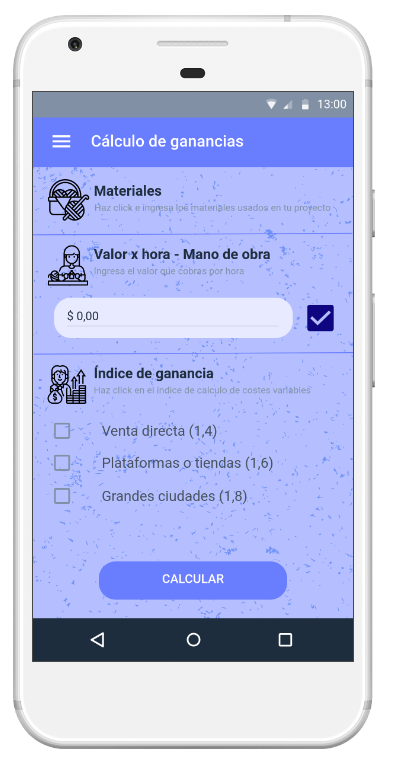 13:00
Cálculo de ganancias
Materiales
Haz click e ingresa los materiales usados en tu proyecto
Valor x hora - Mano de obra
Ingresa el valor que cobras por hora
$ 0,00
Índice de ganancia
Haz click en el índice de calculo de costes variables
Venta directa (1,4)
Plataformas o tiendas (1,6)
Grandes ciudades (1,8)
CALCULAR